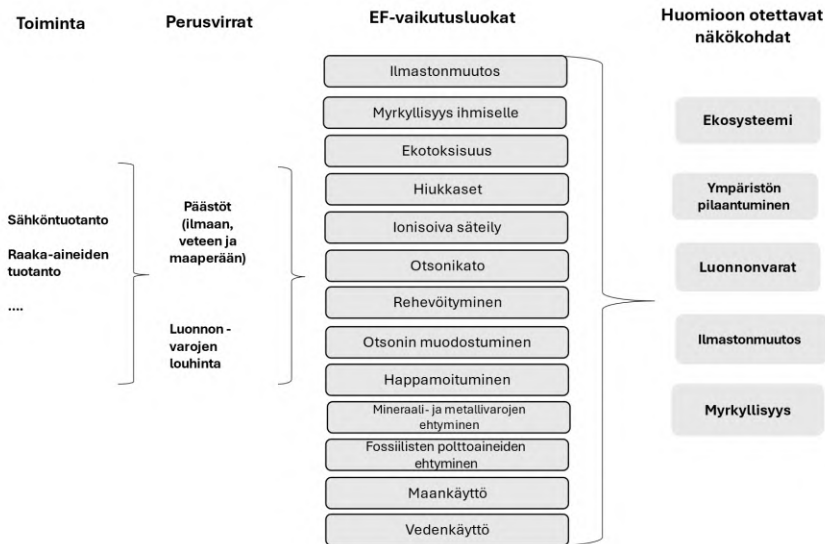 Toiminta
Sähköntuotanto
Raaka-aineiden
tuotanto
....
Perusvirrat
Päästöt
(ilmaan,
veteen ja
maaperään)
Luonnon -
varojen
louhinta
EF-vaikutusluokat
Ilmastonmuutos
Myrkyllisyys ihmiselle
Ekotoksisuus
Hiukkaset
Ionisoiva säteily
Otsonikato
Rehevöityminen
Otsonin muodostuminen
Happamoituminen
Mineraali- ja metallivarojen
ehtyminen
Fossiilisten polttoaineiden
ehtyminen
Maankäyttö
Vedenkäyttö
Huomioon otettavat
näkökohdat
Ekosysteemi
Ympäristön
pilaantuminen
Luonnonvarat
Ilmastonmuutos
Myrkyllisyys